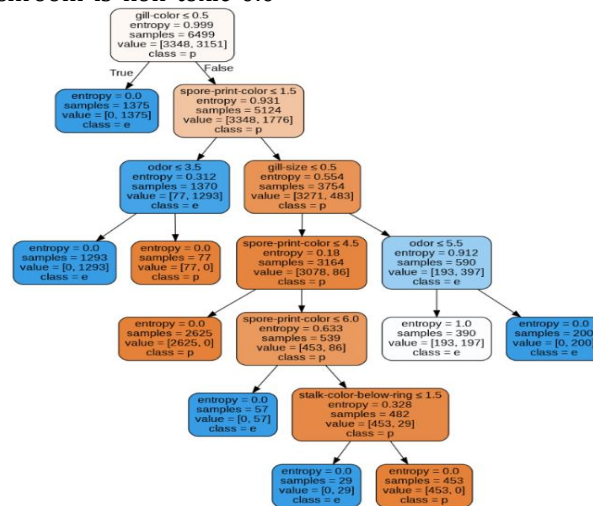 gill-color ≤ 0.5
entropy = 0.999
samples = 6499
value = [3348, 3151]
class = p
True
False
entropy = 0.0
samples = 1375
value = [0, 1375]
class = e
spore-print-color ≤ 1.5
entropy = 0.931
samples = 5124
value = [3348, 1776]
class = p
odor ≤ 3.5
entropy = 0.312
samples = 1370
value = [77, 1293]
class = e
gill-size ≤ 0.5
entropy = 0.554
samples = 3754
value = [3271, 483]
class = p
entropy = 0.0
samples = 1293
value = [0, 1293]
class = e
entropy = 0.0
samples = 77
value = [77, 0]
class = p
spore-print-color ≤ 4.5
entropy = 0.18
samples = 3164
value = [3078, 86]
class = p
odor ≤ 5.5
entropy = 0.912
samples = 590
value = [193, 397]
class = e
entropy = 0.0
samples = 2625
value = [2625, 0]
class = p
spore-print-color ≤ 6.0
entropy = 0.633
samples = 539
value = [453, 86]
class = p
entropy = 1.0
samples = 390
value = [193, 197]
class = e
entropy = 0.0
samples = 200
value = [0, 200]
class = e
entropy = 0.0
samples = 57
value = [0, 57]
class = e
stalk-color-below-ring ≤ 1.5
entropy = 0.328
samples = 482
value = [453, 29]
class = p
entropy = 0.0
samples = 29
value = [0, 29]
class = e
entropy = 0.0
samples = 453
value = [453, 0]
class = p